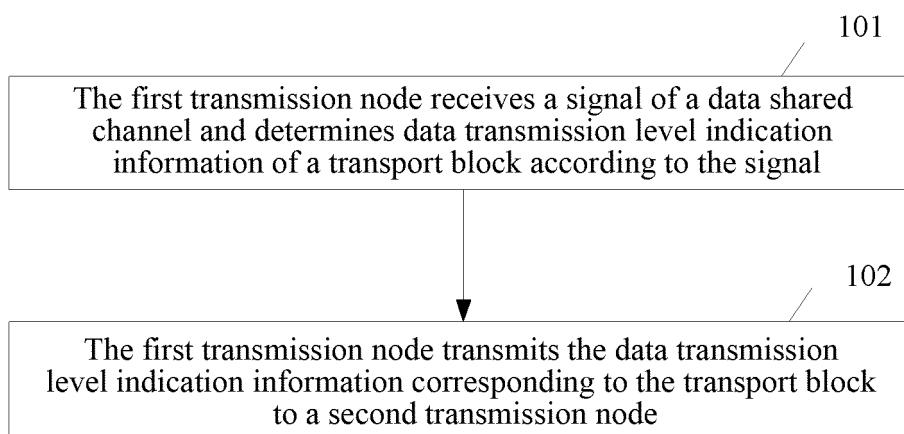 101
The first transmission node receives a signal of a data shared
channel and determines data transmission level indication
information of a transport block according to the signal
102
The first transmission node transmits the data transmission
level indication information corresponding to the transport block
to a second transmission node